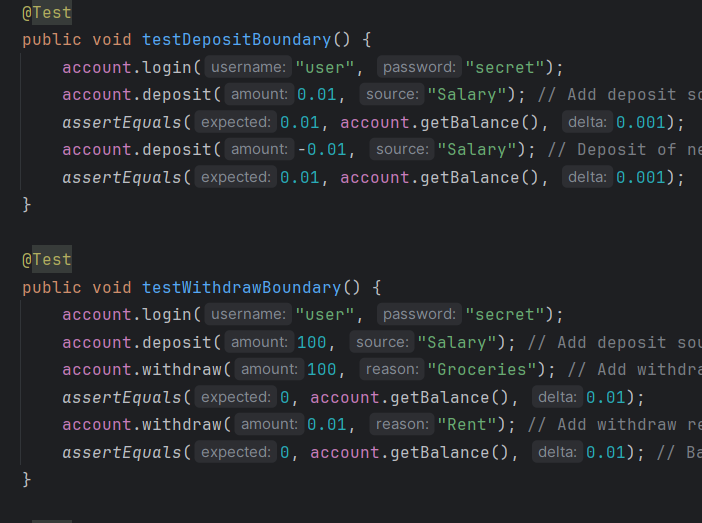 @Test
public void testDepositBoundary() {
account.login( username: "user", password: "secret");
account.deposit( amount: 0.01, source: "Salary"); // Add deposit so
assertEquals( expected: 0.01, account.getBalance(), delta: 0.001);
account.deposit( amount: -0.01, source: "Salary"); // Deposit of ne
assertEquals( expected: 0.01, account.getBalance(), delta: 0.001);
}
@Test
public void testWithdrawBoundary() {
account.login( username: "user", password: "secret");
account.deposit( amount: 100, source: "Salary"); // Add deposit sou
account.withdraw( amount: 100, reason: "Groceries"); // Add withdra
assertEquals( expected: 0, account.getBalance(), delta: 0.01);
account.withdraw( amount: 0.01, reason: "Rent"); // Add withdraw re
assertEquals( expected: 0, account.getBalance(), delta: 0.01); // Ba
}